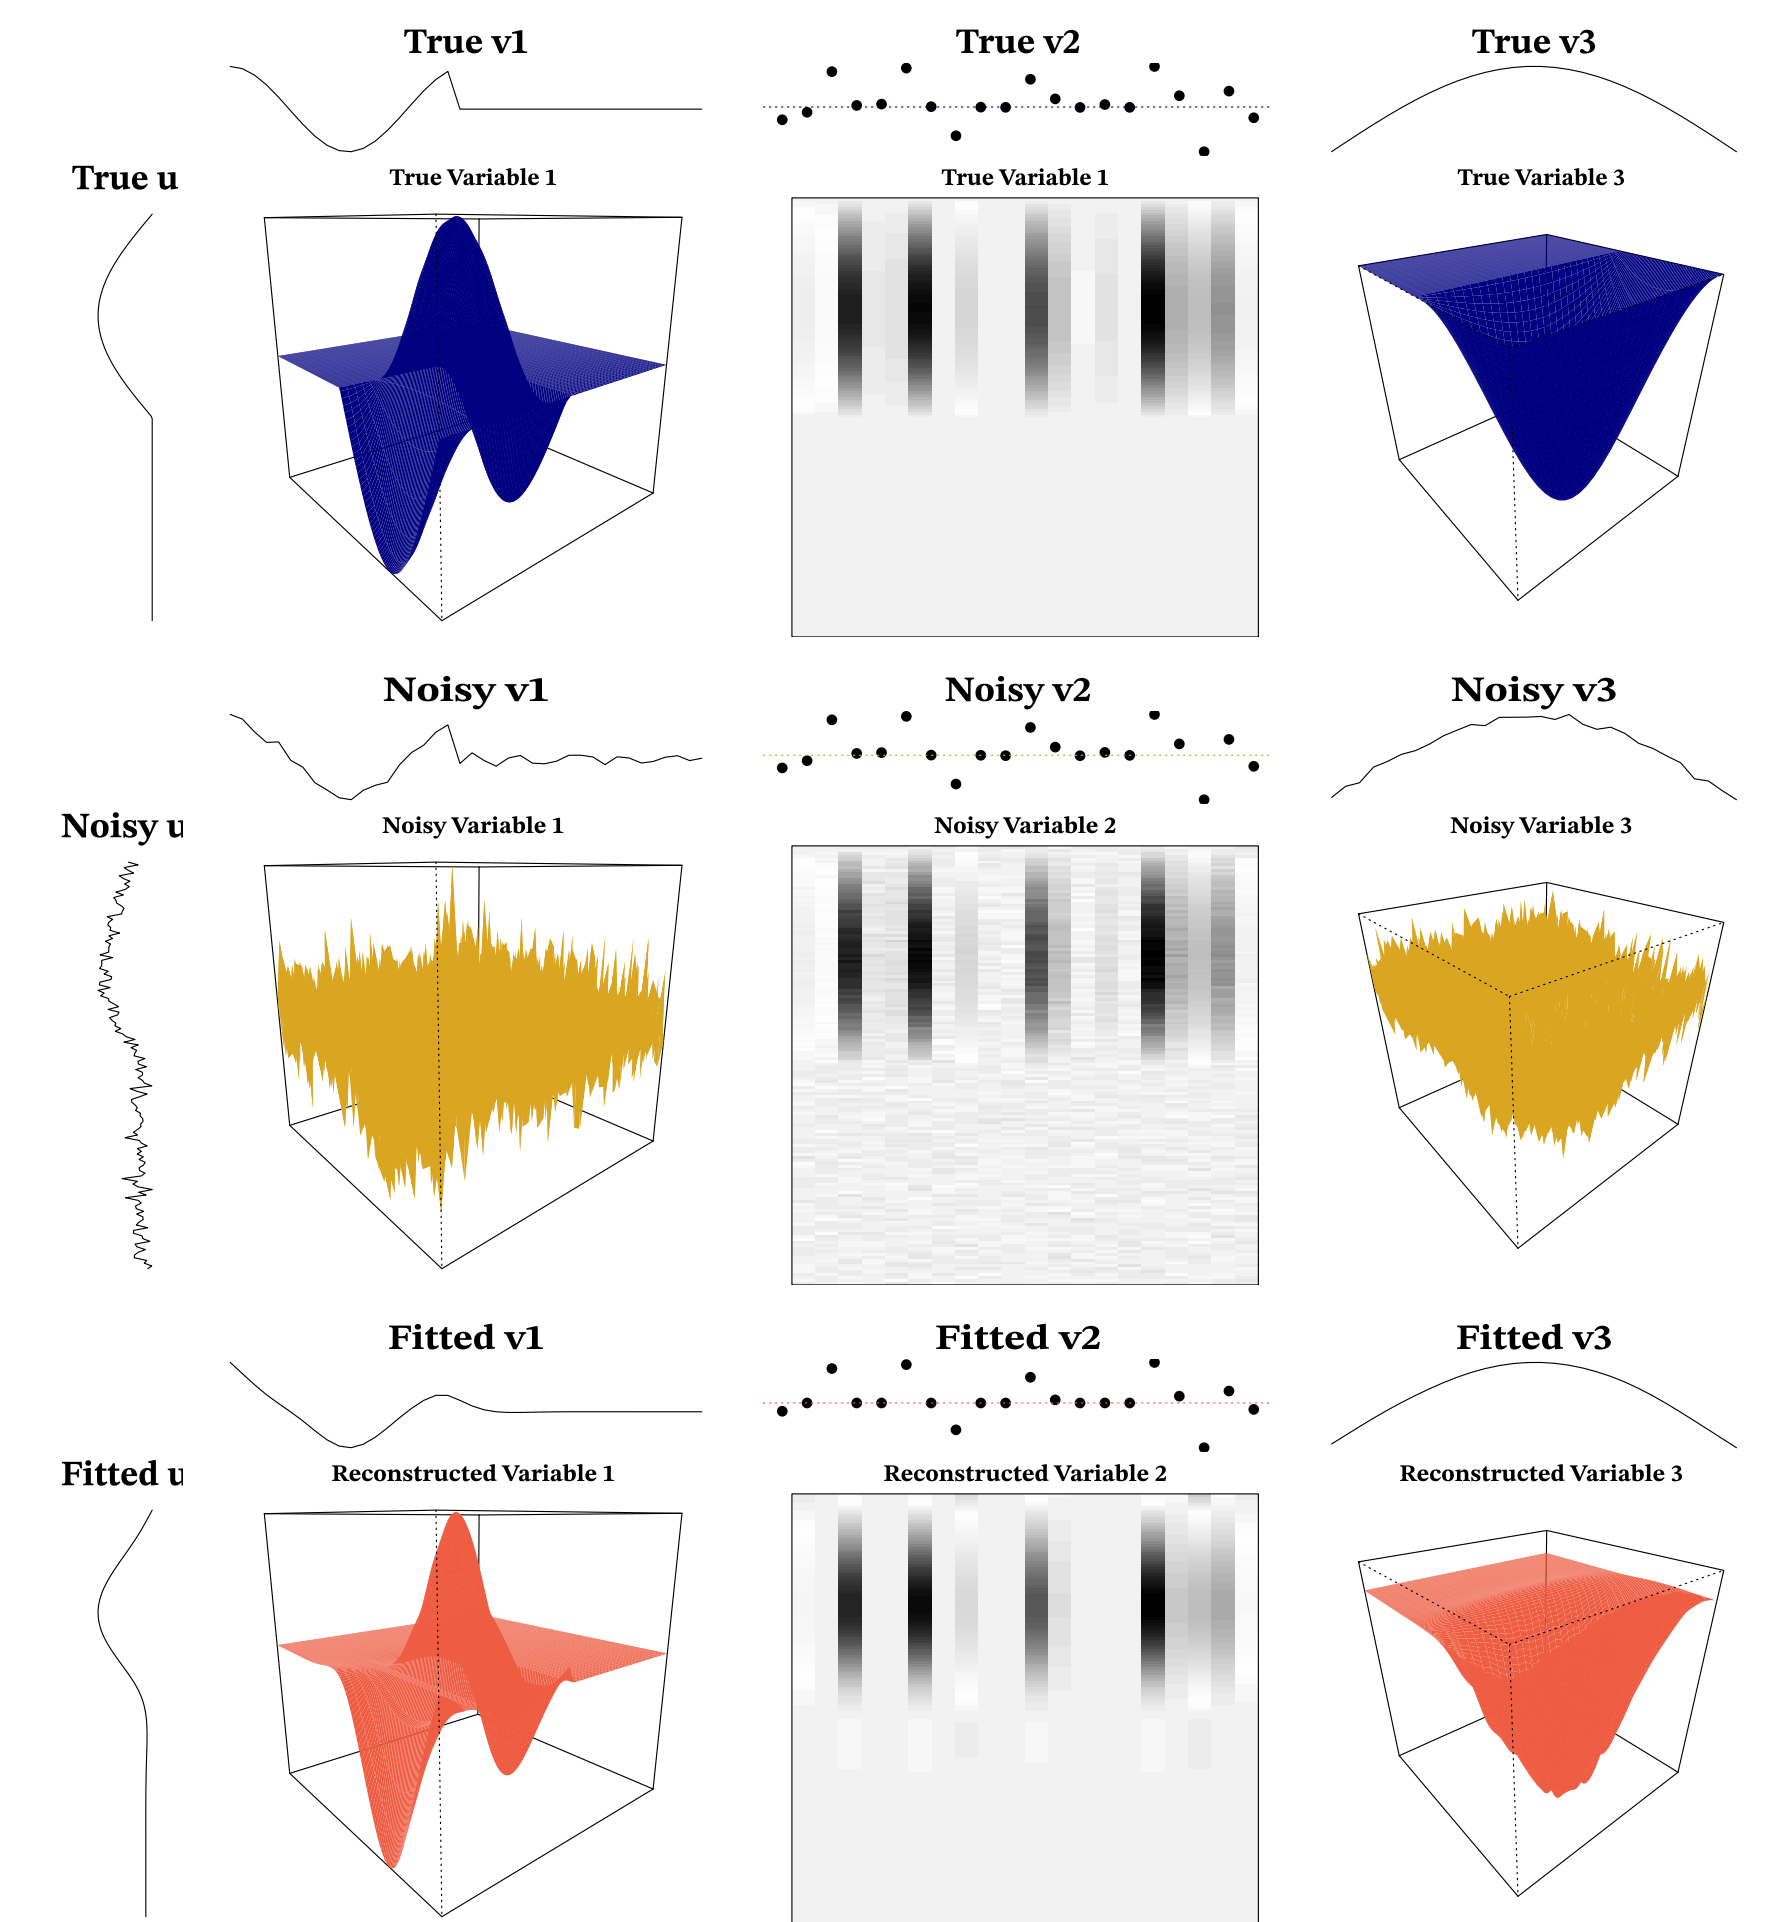 True v1
True v2
True v3
True u
True Variable 1
True Variable 1
True Variable 3
Noisy v1
Noisy v2
Noisy v3
Noisy u
Noisy Variable 1
Noisy Variable 2
Noisy Variable 3
Fitted v1
Fitted v2
Fitted v3
Fitted u
Reconstructed Variable 1
Reconstructed Variable 2
Reconstructed Variable 3